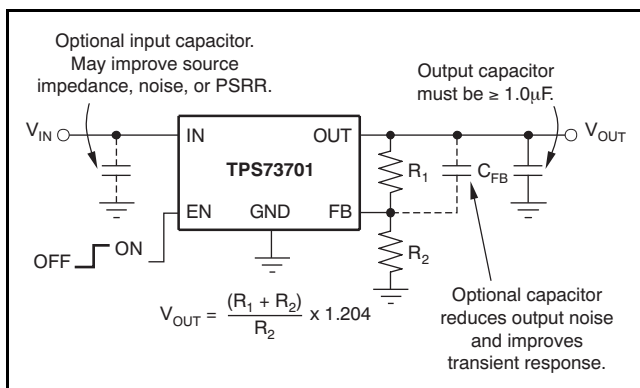 Optional input capacitor.
May improve source
impedance, noise, or PSRR.
Output capacitor
must be ≥ 1.0μF.
V_IN
IN
OUT
V_OUT
TPS73701
R_1
C_FB
EN
GND
FB
OFF
ON
R_2
V_OUT = (R_1 + R_2) / R_2 x 1.204
Optional capacitor
reduces output noise
and improves
transient response.